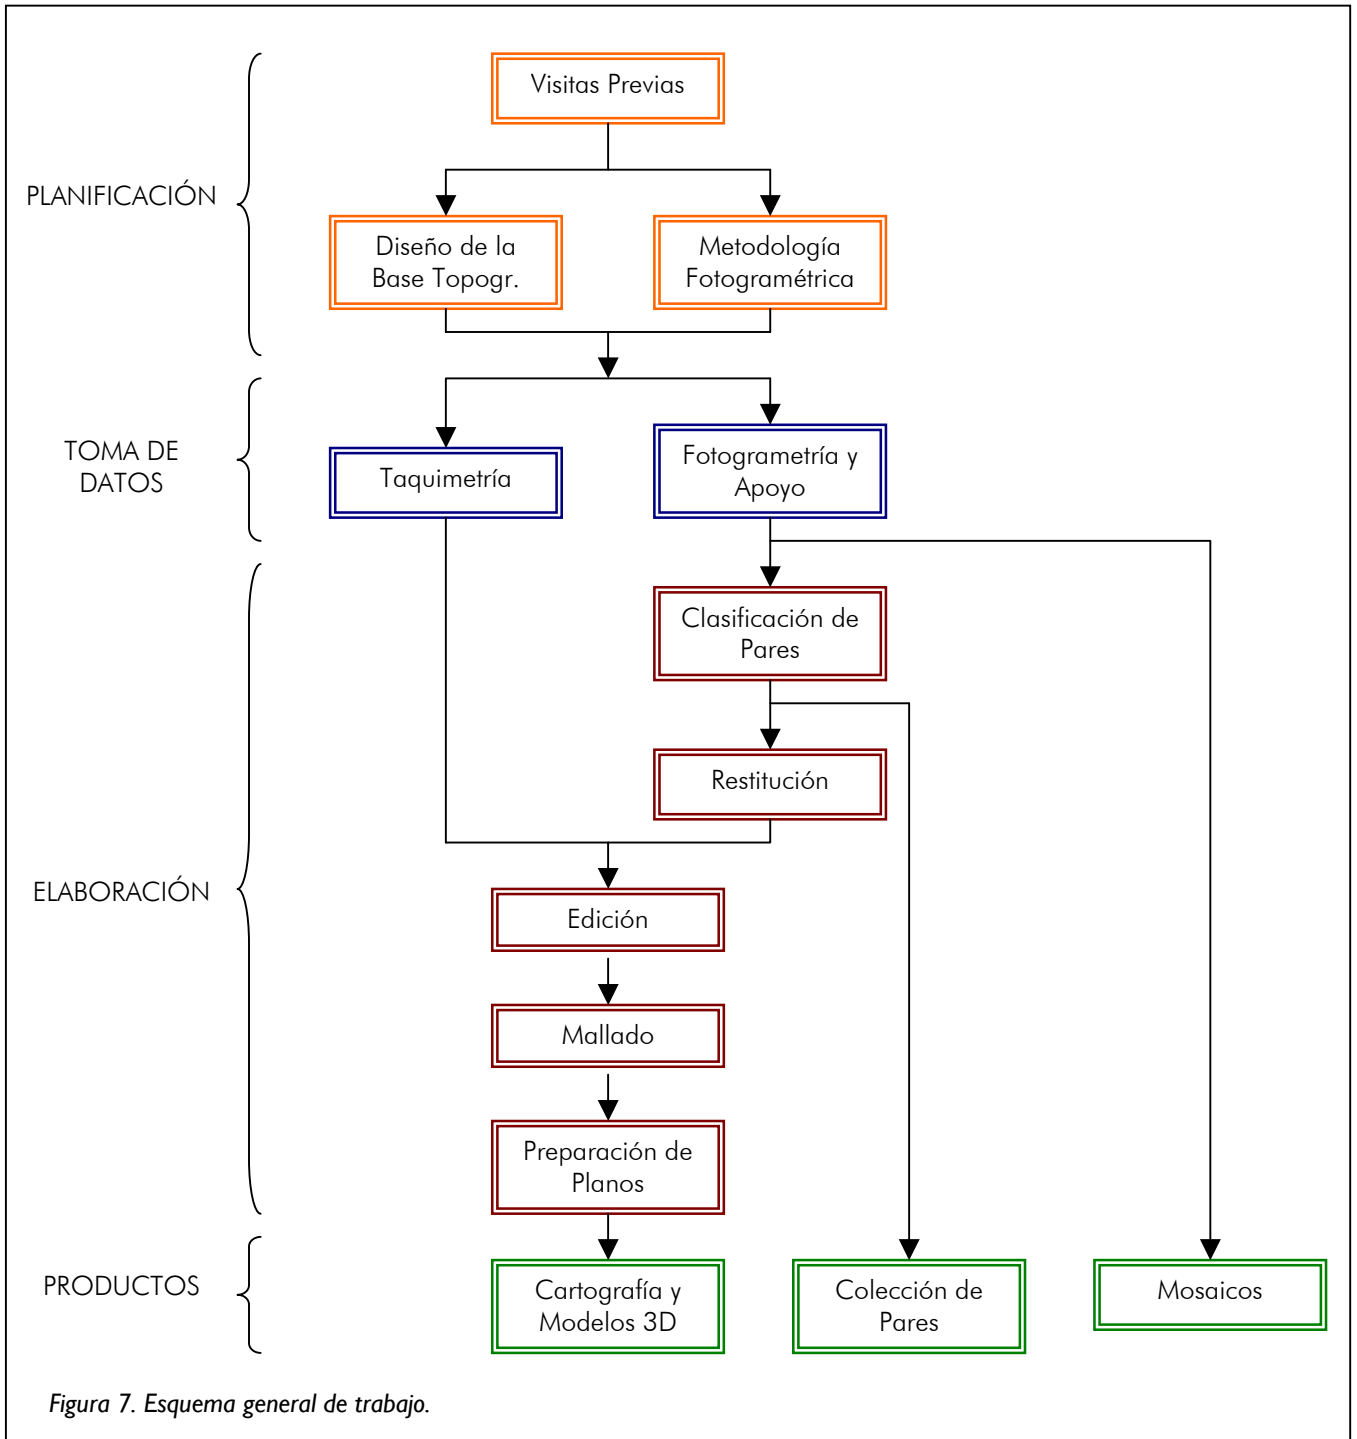 Visitas Previas
PLANIFICACIÓN
Diseño de la
Base Topogr.
Metodología
Fotogramétrica
TOMA DE
DATOS
Taquimetría
Fotogrametría y
Apoyo
Clasificación de
Pares
Restitución
ELABORACIÓN
Edición
Mallado
Preparación de
Planos
PRODUCTOS
Cartografía y
Modelos 3D
Colección de
Pares
Mosaicos
Figura 7. Esquema general de trabajo.